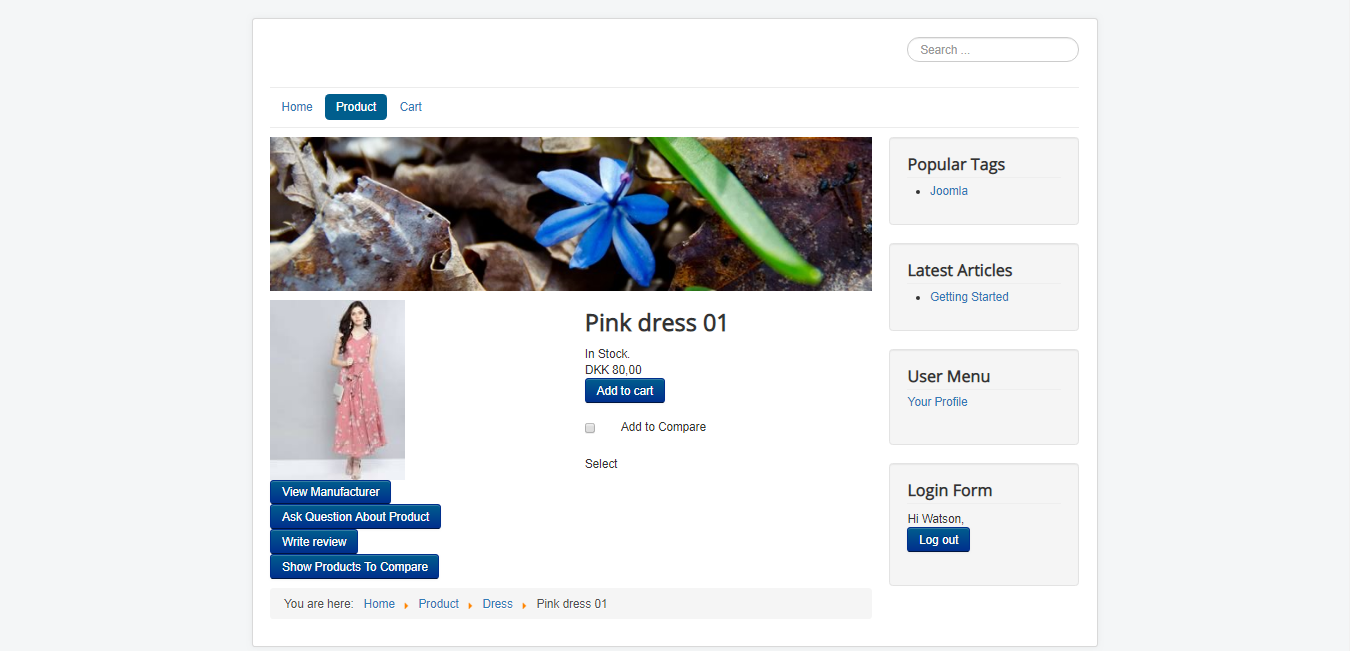 Search ...
Home Product Cart
Pink dress 01
In Stock.
DKK 80,00
Add to cart
Add to Compare
Select
View Manufacturer
Ask Question About Product
Write review
Show Products To Compare
You are here: Home Product Dress Pink dress 01
Popular Tags
Joomla
Latest Articles
Getting Started
User Menu
Your Profile
Login Form
Hi Watson,
Log out